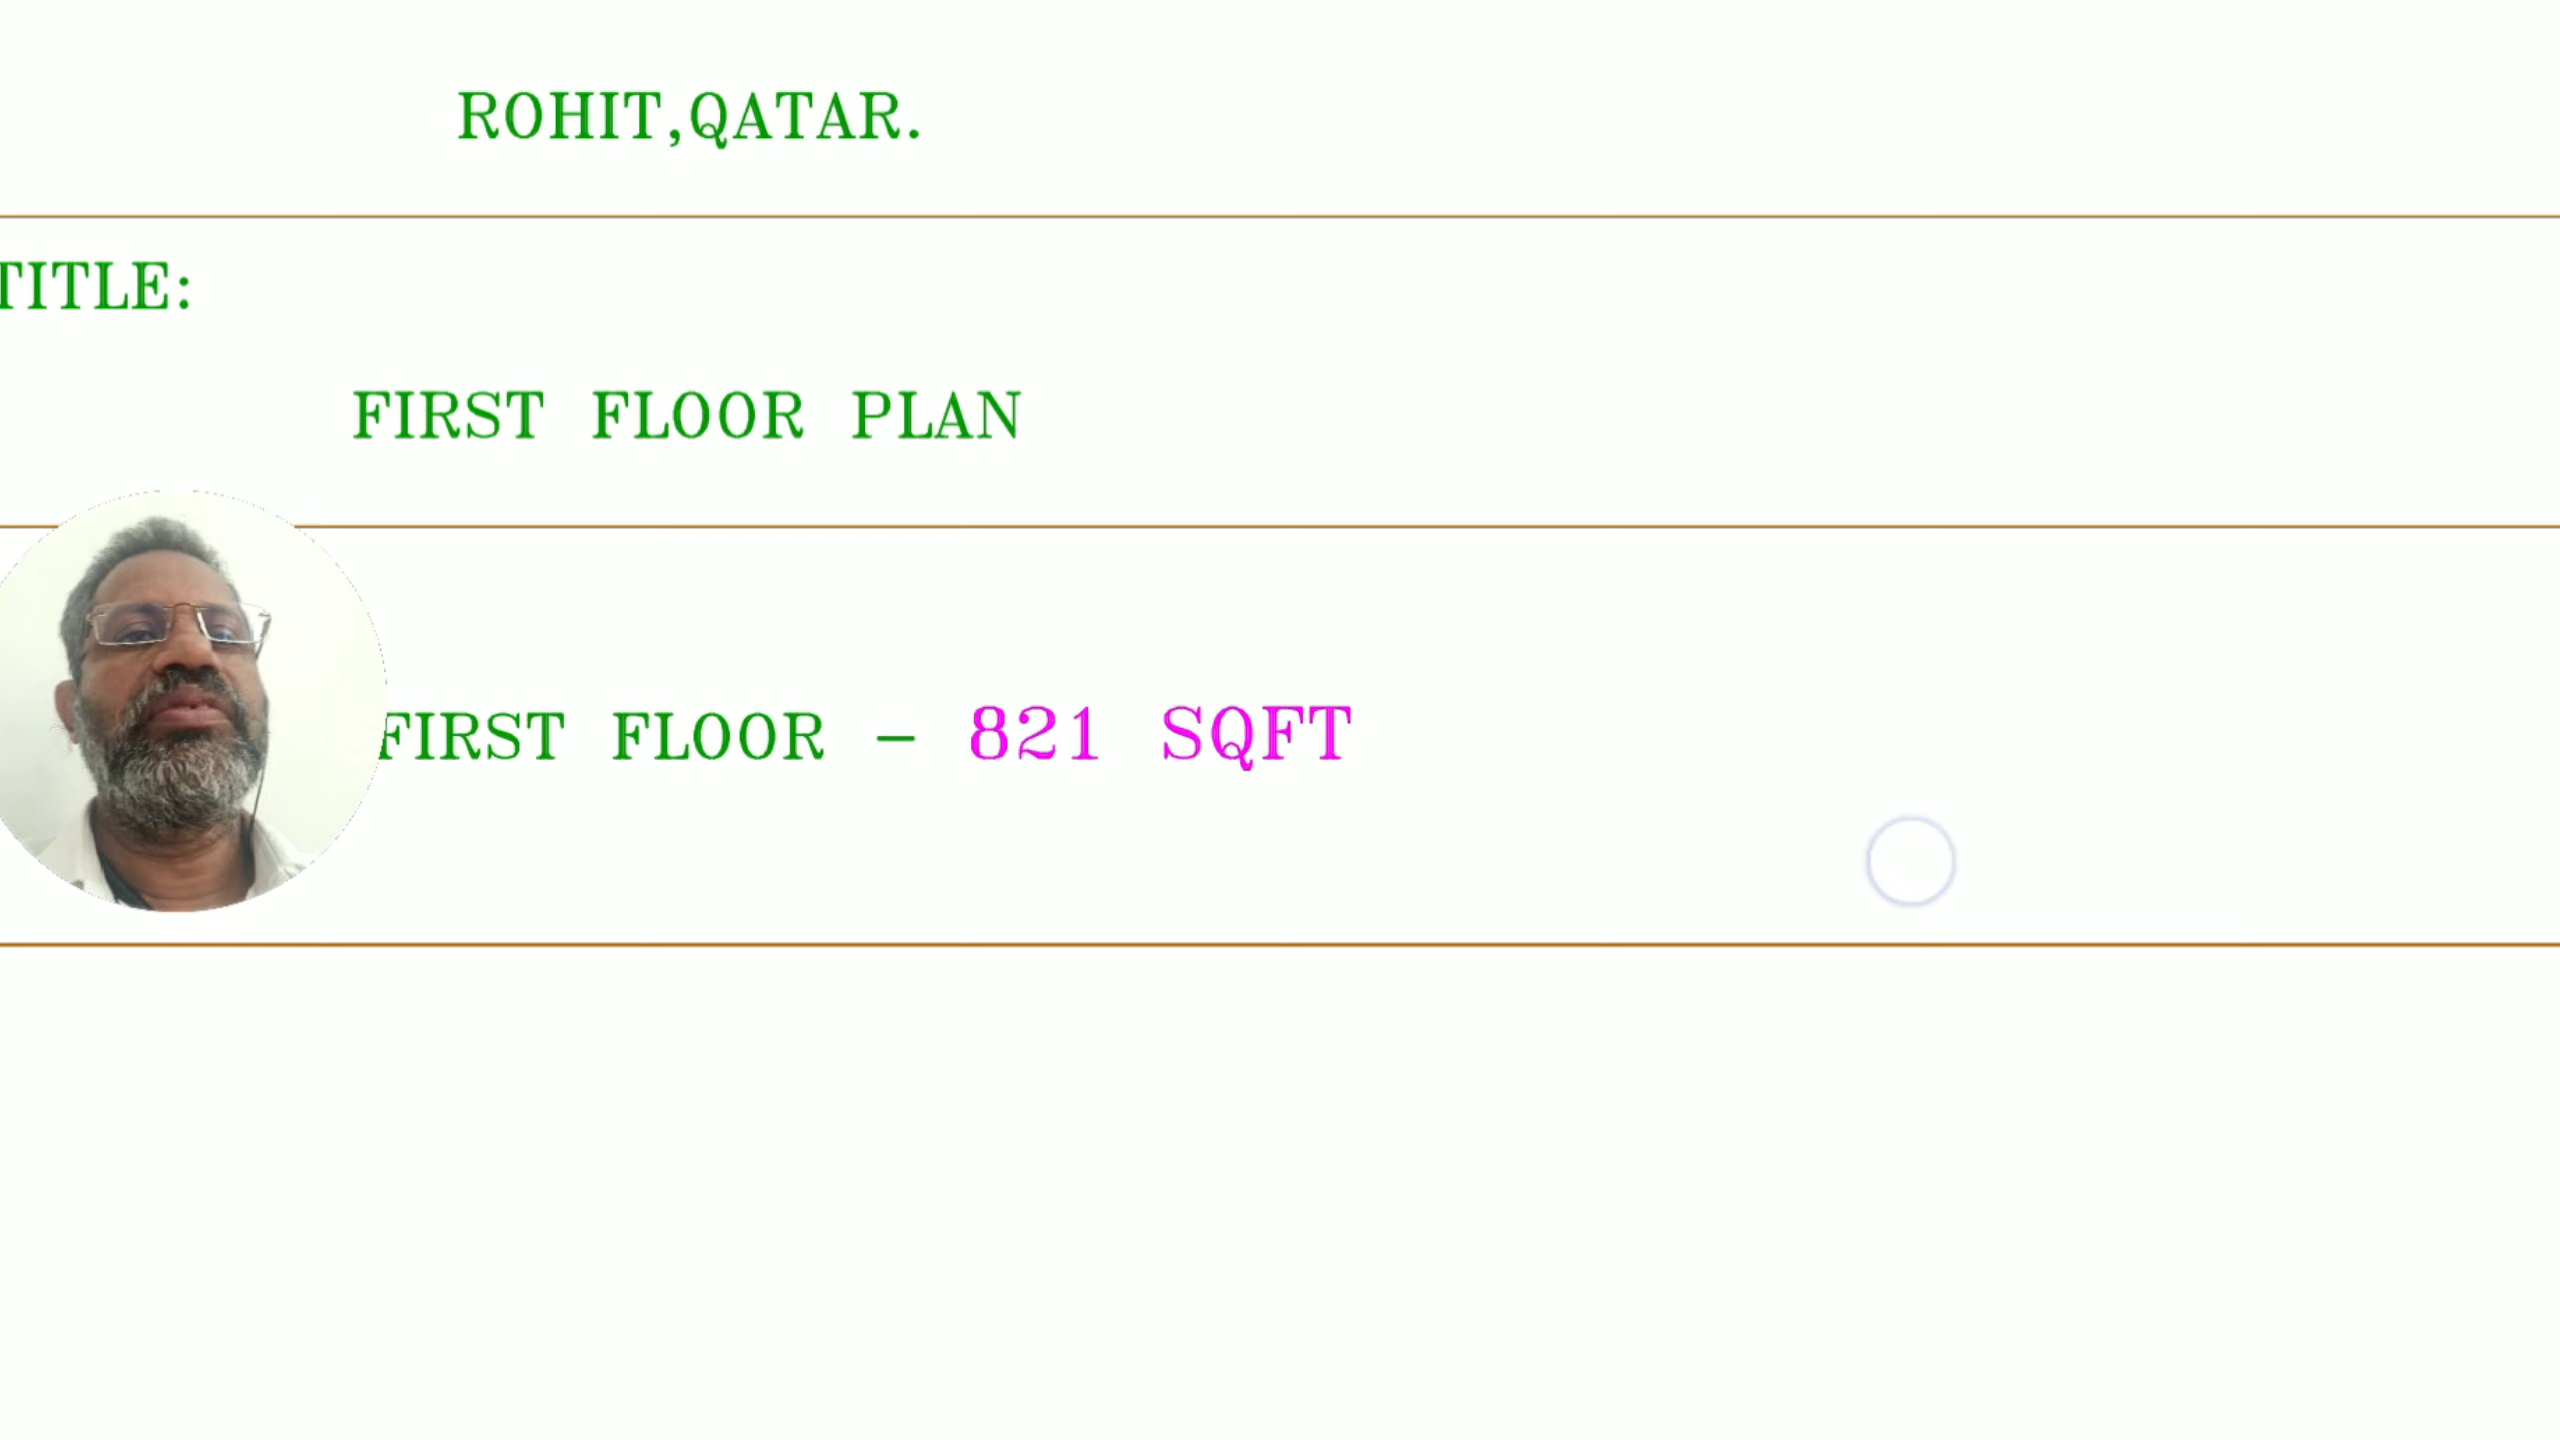 ROHIT,QATAR.
TITLE:
FIRST FLOOR PLAN
FIRST FLOOR - 821 SQFT